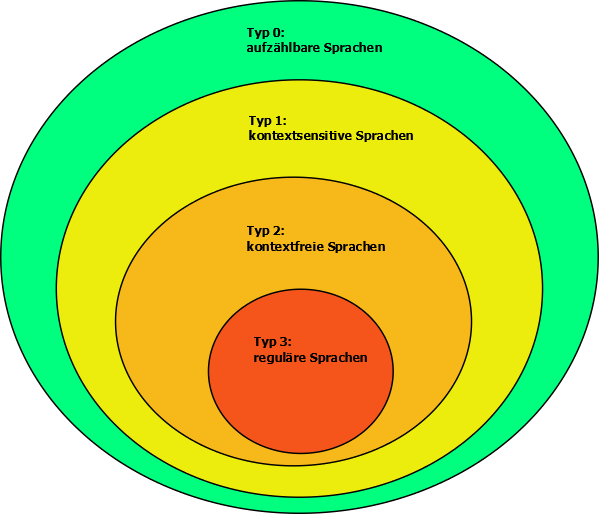 Typ 0:
aufzählbare Sprachen
Typ 1:
kontextsensitive Sprachen
Typ 2:
kontextfreie Sprachen
Typ 3:
reguläre Sprachen